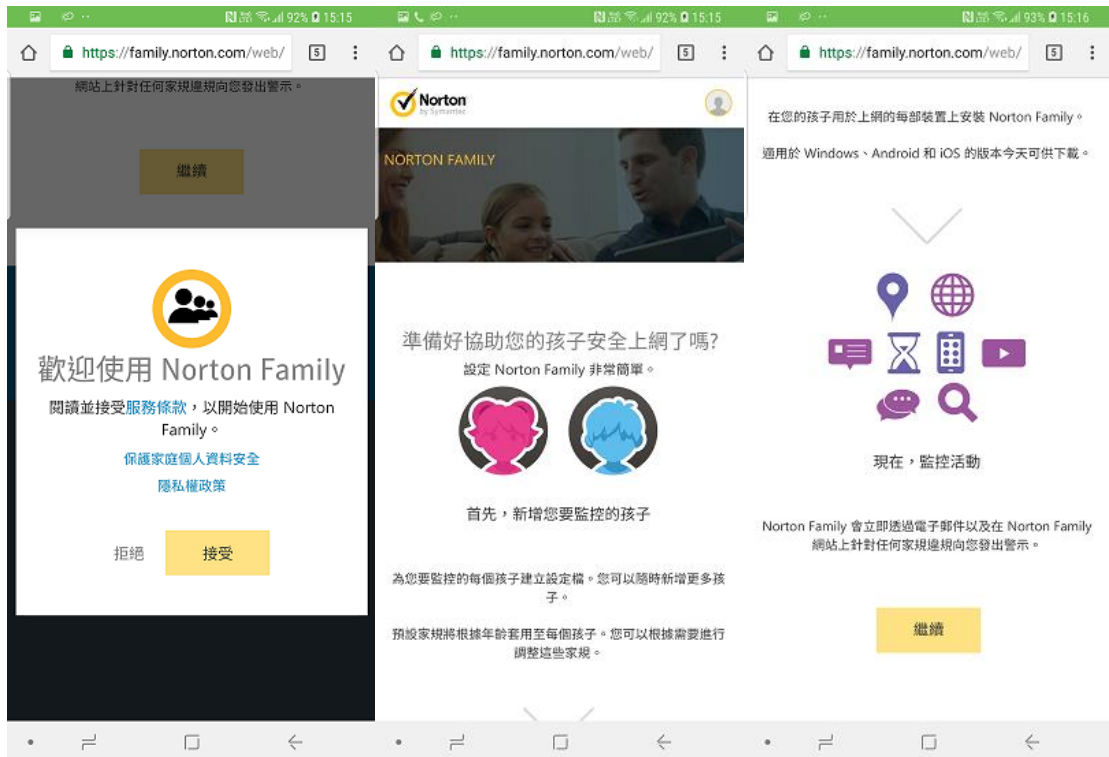 92% 15:15
https://family.norton.com/web/
5
網站上針對任何家規違規向您發出警示。
繼續
歡迎使用 Norton Family
閱讀並接受服務條款，以開始使用 Norton
Family。
保護家庭個人資料安全
隱私權政策
拒絕
接受
92% 15:15
https://family.norton.com/web/
5
Norton
by Symantec
NORTON FAMILY
準備好協助您的孩子安全上網了嗎?
設定 Norton Family 非常簡單。
首先，新增您要監控的孩子
為您要監控的每個孩子建立設定檔。您可以隨時新增更多孩
子。
預設家規將根據年齡套用至每個孩子。您可以根據需要進行
調整這些家規。
93% 15:16
https://family.norton.com/web/
5
在您的孩子用於上網的每部裝置上安裝 Norton Family。
適用於 Windows、Android 和 iOS 的版本今天可供下載。
現在，監控活動
Norton Family 會立即透過電子郵件以及在 Norton Family
網站上針對任何家規違規向您發出警示。
繼續